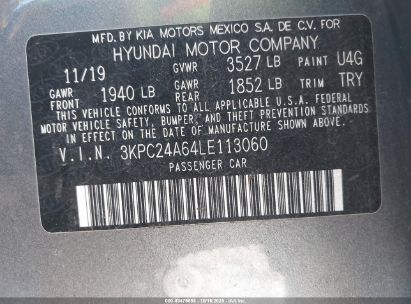 MFD. BY KIA MOTORS MEXICO S.A. DE C.V. FOR
HYUNDAI MOTOR COMPANY
11/19 GVWR 3527 LB PAINT U4G
GAWR FRONT 1940 LB GAWR REAR 1852 LB TRIM TRY
THIS VEHICLE CONFORMS TO ALL APPLICABLE U.S.A. FEDERAL
MOTOR VEHICLE SAFETY, BUMPER, AND THEFT PREVENTION STANDARDS
IN EFFECT ON THE DATE OF MANUFACTURE SHOWN ABOVE.
V.I.N. 3KPC24A64LE113060
PASSENGER CAR